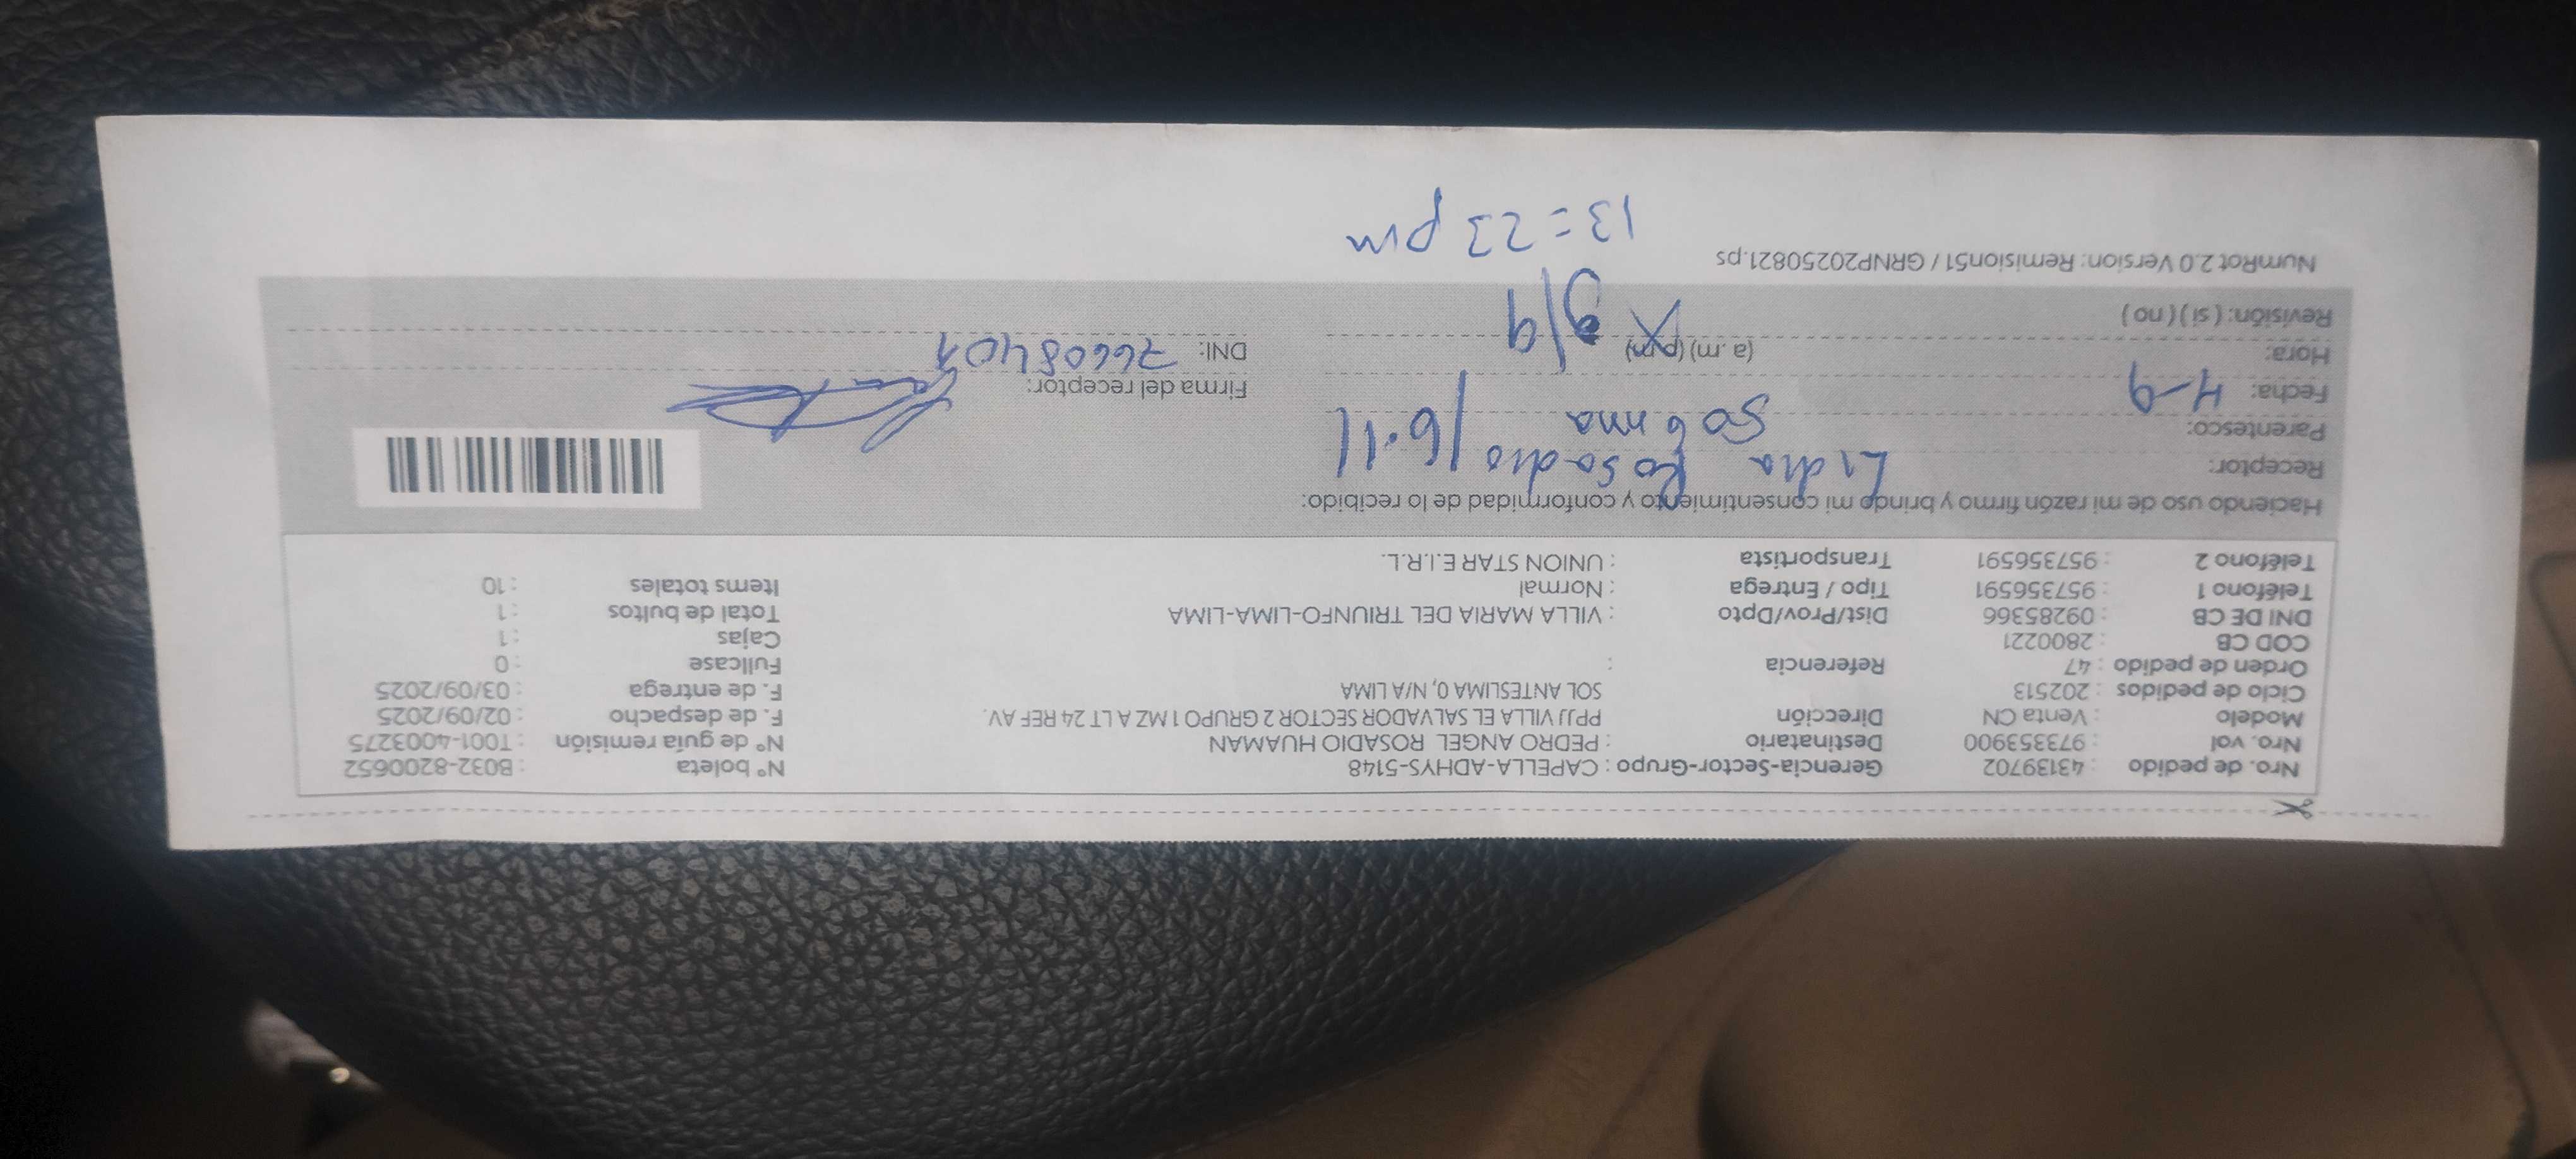 Nro. de pedido : 43139702 Gerencia-Sector-Grupo : CAPELLA-ADHYS-5148 N° boleta : B032-8200652
Nro. vol : 973353900 Destinatario : PEDRO ANGEL ROSADIO HUAMAN N° de guía remisión : T001-4003275
Modelo : Venta CN Dirección PPJJ VILLA EL SALVADOR SECTOR 2 GRUPO 1 MZ A LT 24 REF AV. F. de despacho : 02/09/2025
Ciclo de pedidos : 202513 SOL ANTESLIMA 0, N/A LIMA F. de entrega : 03/09/2025
Orden de pedido : 47 Referencia : Fullcase : 0
COD CB : 2800221 Cajas : 1
DNI DE CB : 09285366 Dist/Prov/Dpto : VILLA MARIA DEL TRIUNFO-LIMA-LIMA Total de bultos : 1
Teléfono 1 : 957356591 Tipo / Entrega : Normal Items totales : 10
Teléfono 2 : 957356591 Transportista : UNION STAR E.I.R.L.
Haciendo uso de mi razón firmo y brindo mi consentimiento y conformidad de lo recibido:
Receptor: Lidia Rosadio
Parentesco: Sobrina
Fecha: 4-9 Firma del receptor:
Hora: (a .m) (p.m) DNI: 76608401
Revisión: ( si ) ( no )
NumRot 2.0 Version: Remision51 / GRNP20250821.ps
13=23 pm